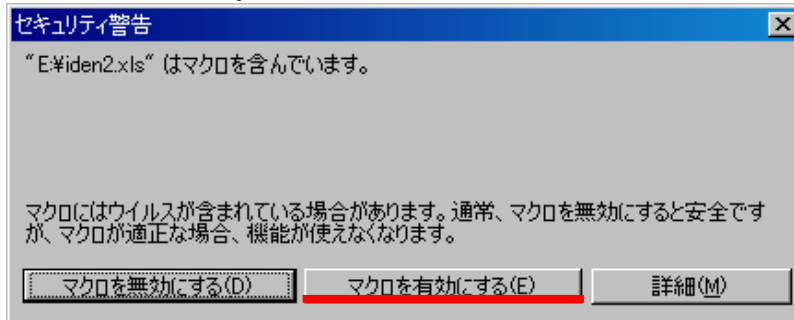 セキュリティ警告
"E:¥iden2.xls" はマクロを含んでいます。
マクロにはウイルスが含まれている場合があります。通常、マクロを無効にすると安全です
が、マクロが適正な場合、機能が使えなくなります。
マクロを無効にする(D)
マクロを有効にする(E)
詳細(M)